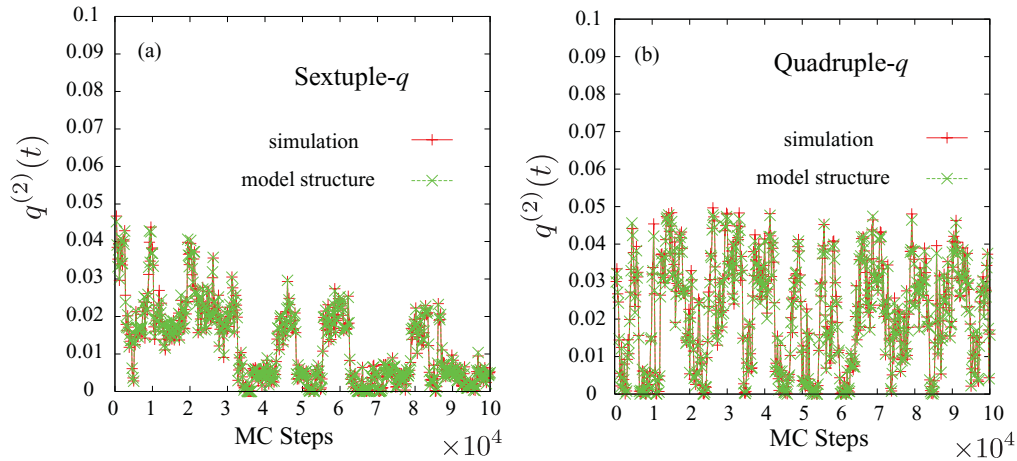 (a)
Sextuple-q
simulation
model structure
q^{(2)}(t)
0.1
0.09
0.08
0.07
0.06
0.05
0.04
0.03
0.02
0.01
0
0 1 2 3 4 5 6 7 8 9 10
MC Steps
×10^4
(b)
Quadruple-q
simulation
model structure
q^{(2)}(t)
0.1
0.09
0.08
0.07
0.06
0.05
0.04
0.03
0.02
0.01
0
0 1 2 3 4 5 6 7 8 9 10
MC Steps
×10^4